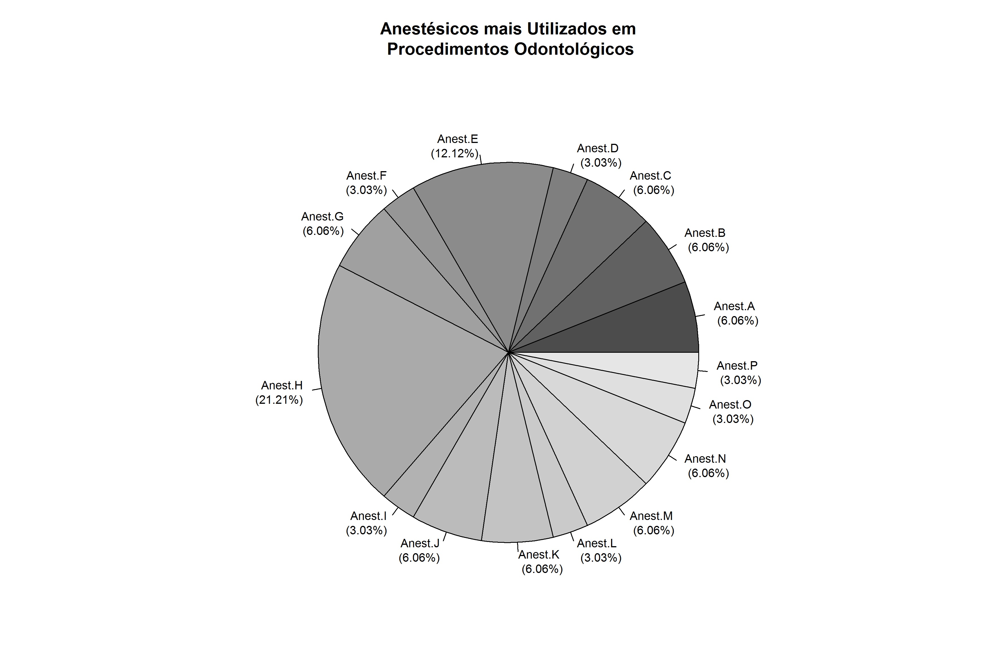 Anestésicos mais Utilizados em
Procedimentos Odontológicos
Anest.A
(6.06%)
Anest.B
(6.06%)
Anest.C
(6.06%)
Anest.D
(3.03%)
Anest.E
(12.12%)
Anest.F
(3.03%)
Anest.G
(6.06%)
Anest.H
(21.21%)
Anest.I
(3.03%)
Anest.J
(6.06%)
Anest.K
(6.06%)
Anest.L
(3.03%)
Anest.M
(6.06%)
Anest.N
(6.06%)
Anest.O
(3.03%)
Anest.P
(3.03%)